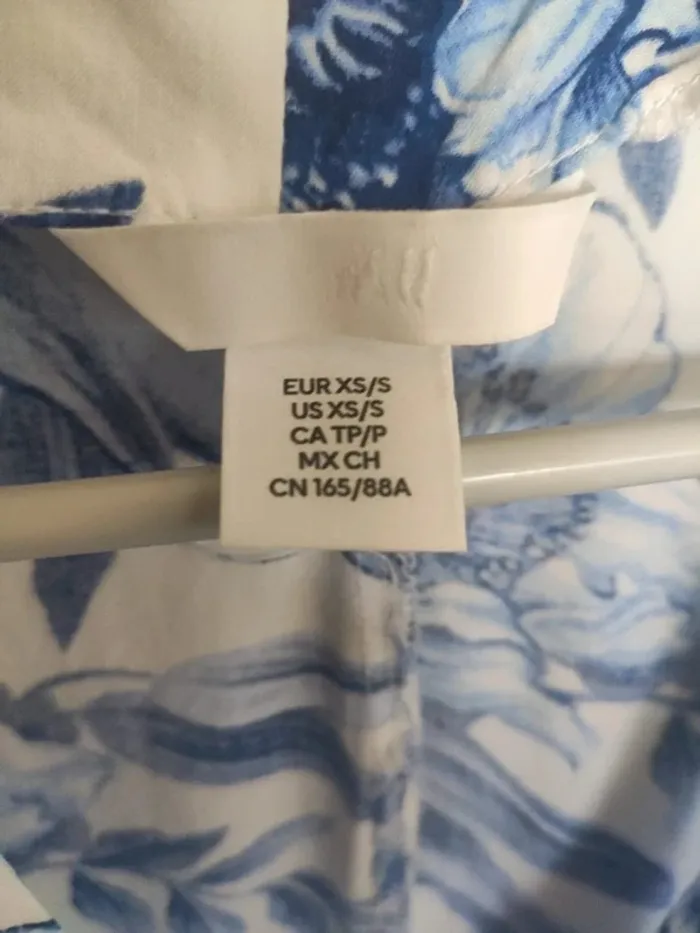 EUR XS/S
US XS/S
CA TP/P
MX CH
CN 165/88A